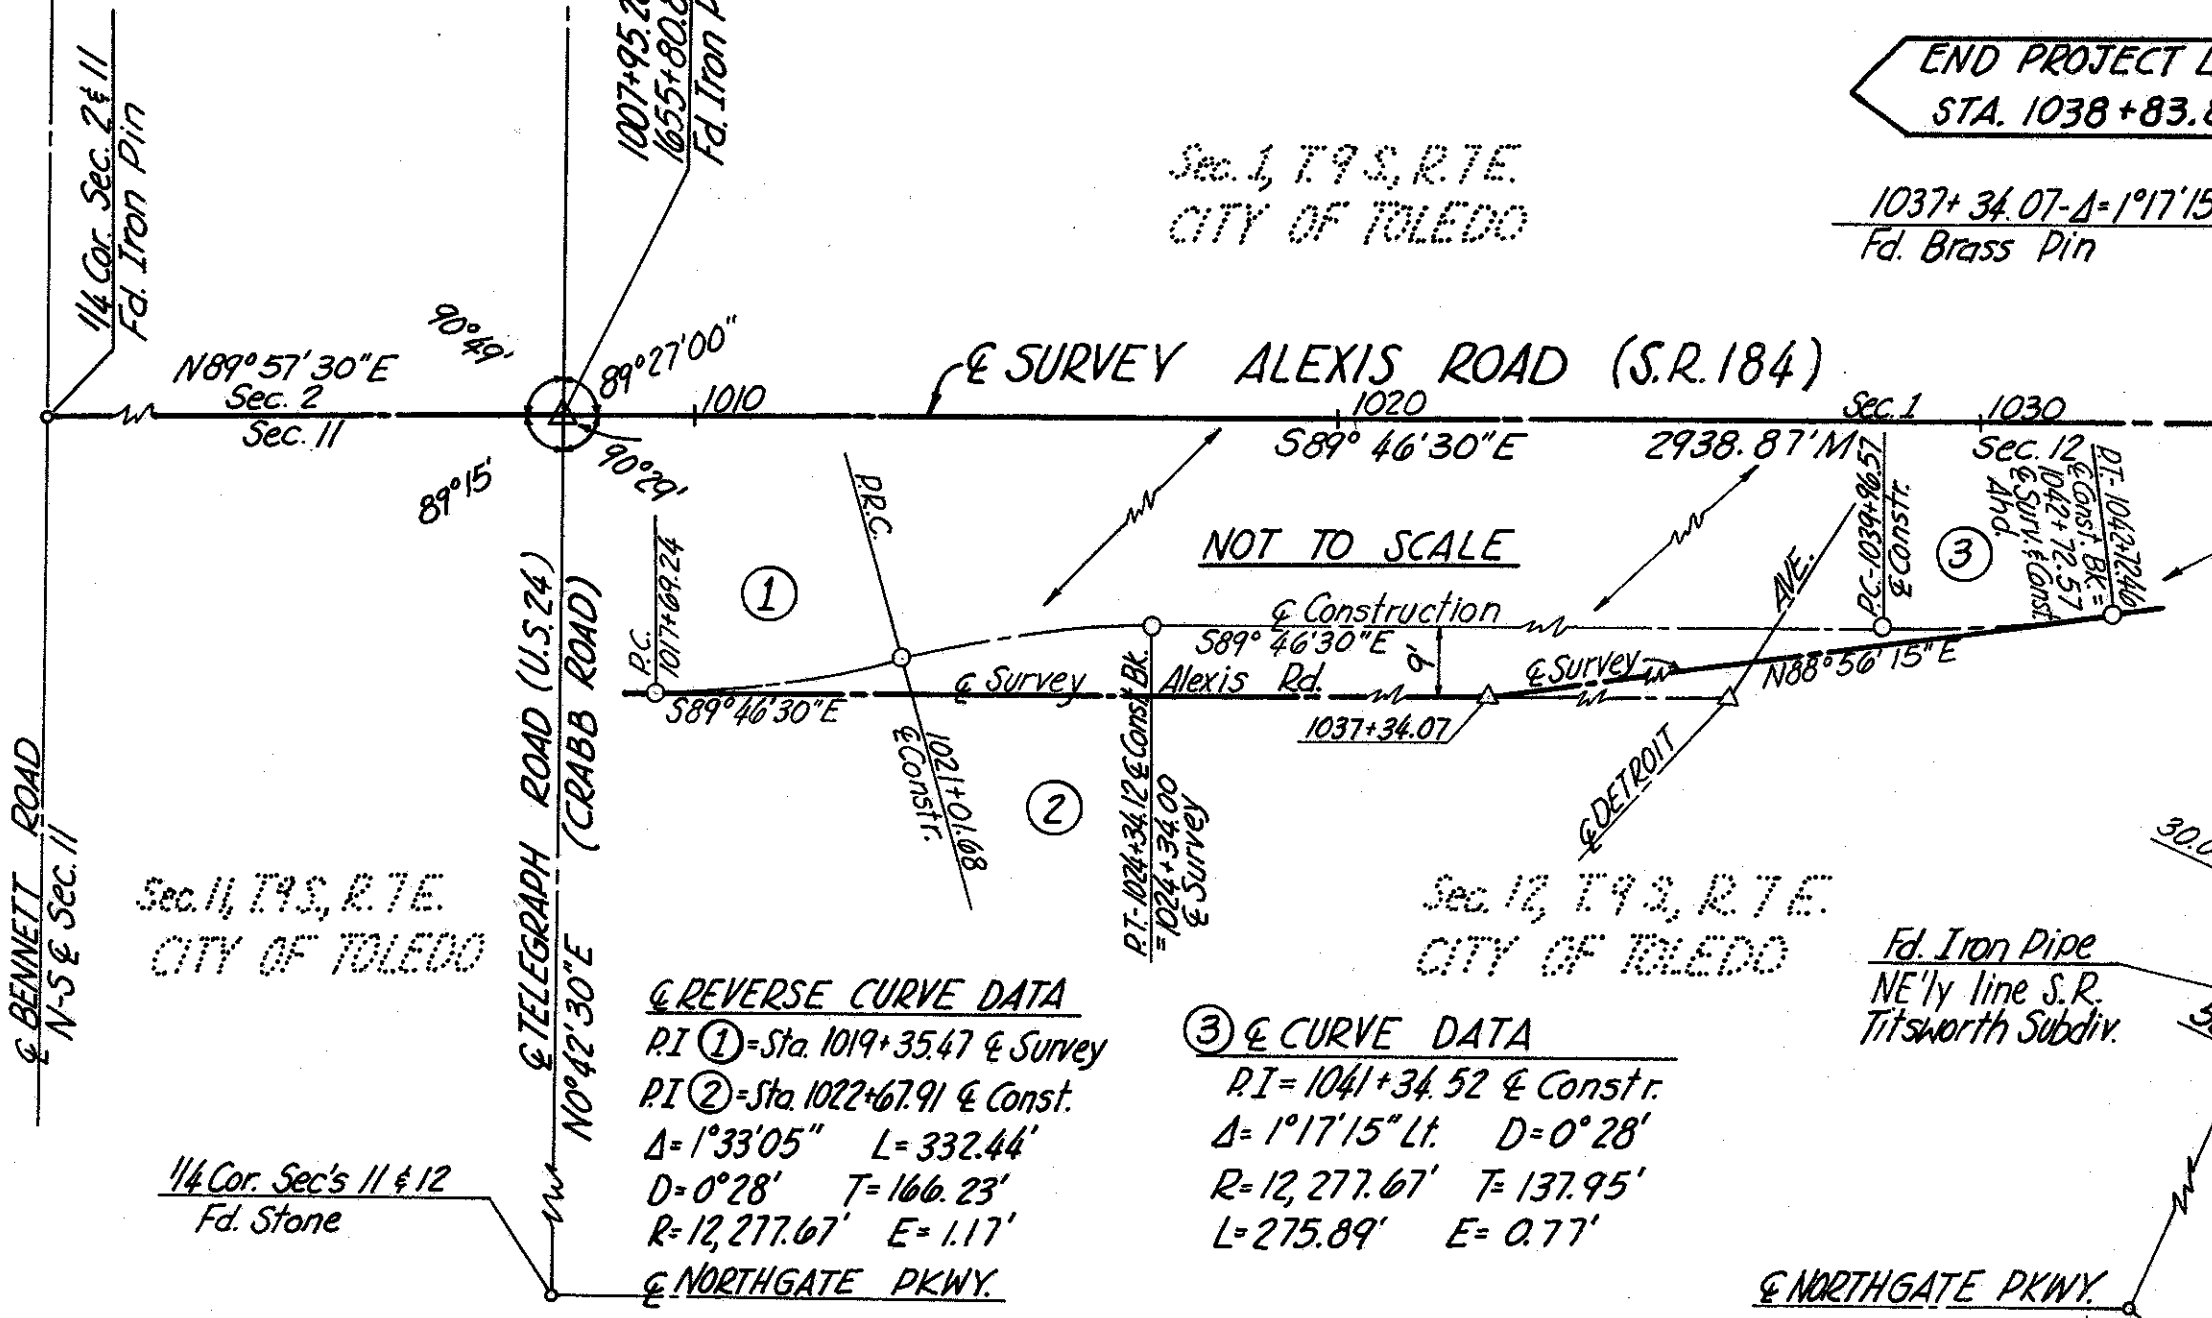 1/4 Cor. Sec. 2 & 11
Fd. Iron Pin
1007+95.2
1655+80.8
Fd. Iron
END PROJECT
STA. 1038+83.8
Sec. 1, T.9 S., R.7E.
CITY OF TOLEDO
1037+34.07-Δ=1°17'15
Fd. Brass Pin
90°49'
89°27'00"
N89°57'30"E
Sec. 2
Sec. 11
℄ SURVEY ALEXIS ROAD (S.R.184)
1010
1020
Sec. 1
1030
S89°46'30"E
2938.87'M
Sec. 12
89°15'
90°29'
P.R.C.
P.C.
1017+69.24
1
NOT TO SCALE
AVE.
P.C.-1039+96.57
℄ Constr.
3
P.T.-1042+72.46
℄ Const. BK.=
1042+72.57
℄ Surv. & Const.
Ahd.
℄ Construction
S89°46'30"E
9'
℄ Survey
N88°56'15"E
℄ Survey Alexis Rd.
S89°46'30"E
1037+34.07
℄ DETROIT
1021+01.68
℄ Constr.
2
P.T.-1024+34.12 ℄ Const Bk.
=1024+34.00
℄ Survey
℄ TELEGRAPH ROAD (U.S.24)
(CRABB ROAD)
N0°42'30"E
℄ BENNETT ROAD
N-S ℄ Sec. 11
Sec. 11, T.9 S., R.7E.
CITY OF TOLEDO
Sec. 12, T.9 S., R.7E.
CITY OF TOLEDO
30.0
Fd. Iron Pipe
NE'ly line S.R.
Titsworth Subdiv.
℄ REVERSE CURVE DATA
P.I 1 =Sta. 1019+35.47 ℄ Survey
P.I 2 =Sta. 1022+67.91 ℄ Const.
Δ=1°33'05" L=332.44'
D=0°28' T=166.23'
R=12,277.67' E=1.17'
3 ℄ CURVE DATA
P.I=1041+34.52 ℄ Constr.
Δ=1°17'15"Lt. D=0°28'
R=12,277.67' T=137.95'
L=275.89' E=0.77'
1/4 Cor. Sec's 11 & 12
Fd. Stone
℄ NORTHGATE PKWY.
℄ NORTHGATE PKWY.